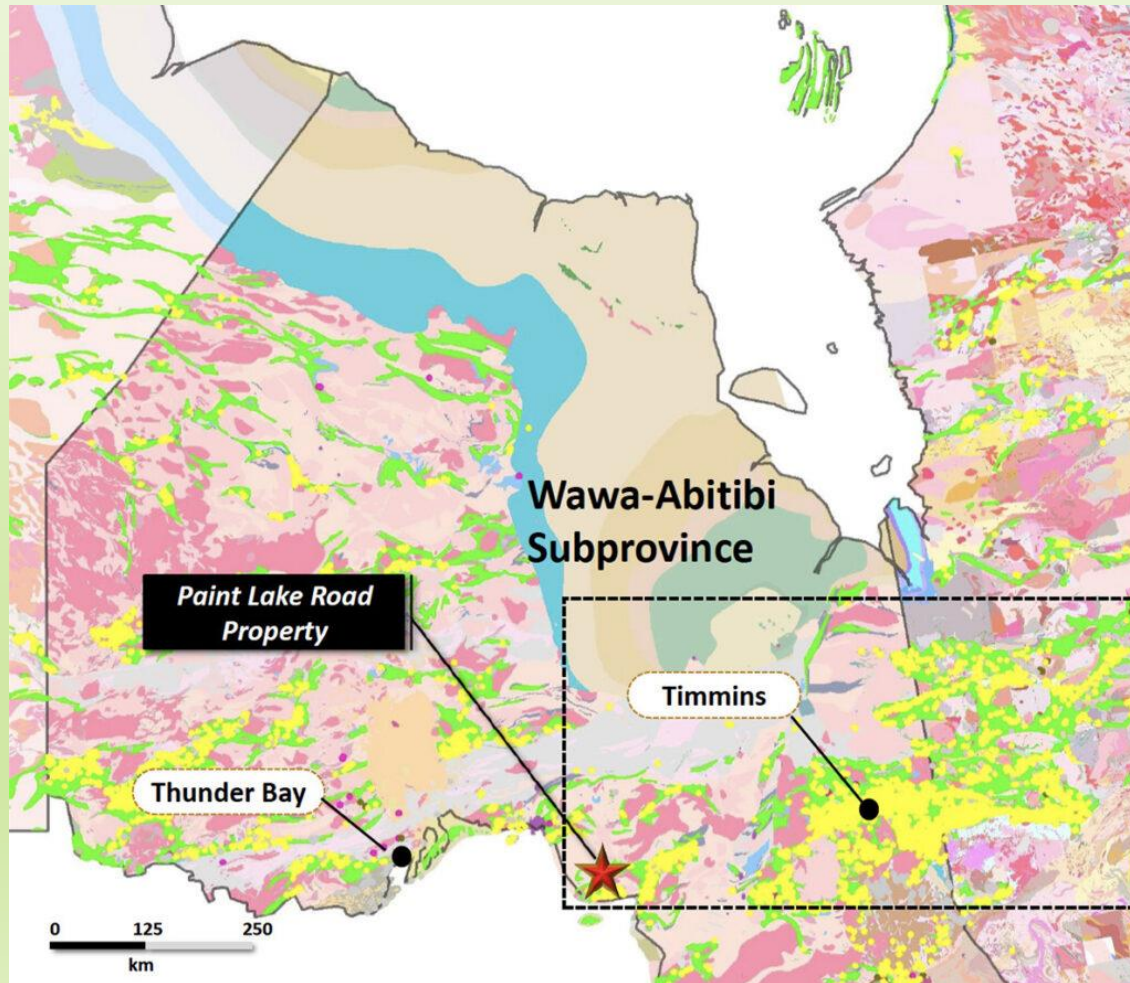 Wawa-Abitibi
Subprovince
Paint Lake Road
Property
Timmins
Thunder Bay
0 125 250
km